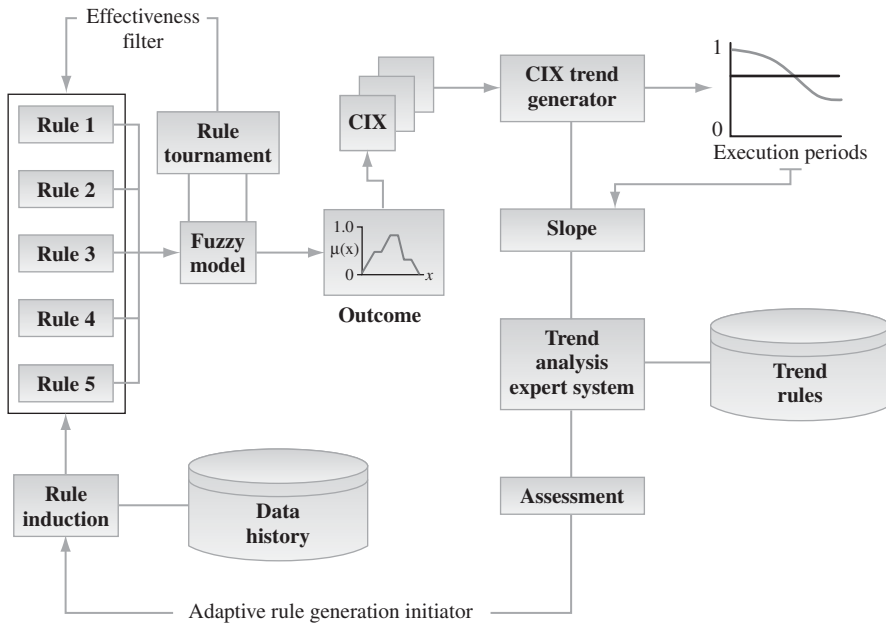 Effectiveness
filter
Rule 1
Rule 2
Rule 3
Rule 4
Rule 5
Rule
tournament
Fuzzy
model
CIX
1.0
μ(x)
0
x
Outcome
CIX trend
generator
1
0
Execution periods
Slope
Trend
analysis
expert system
Trend
rules
Assessment
Rule
induction
Data
history
Adaptive rule generation initiator